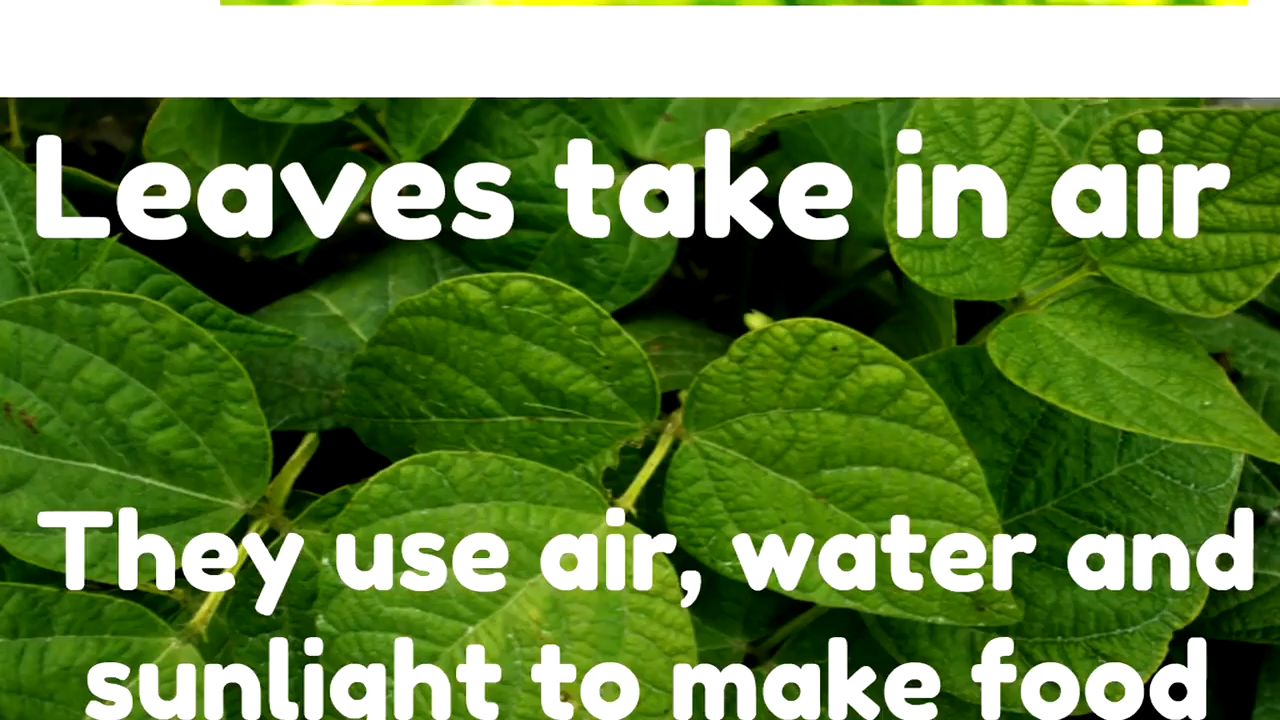 Leaves take in air
They use air, water and
sunlight to make food